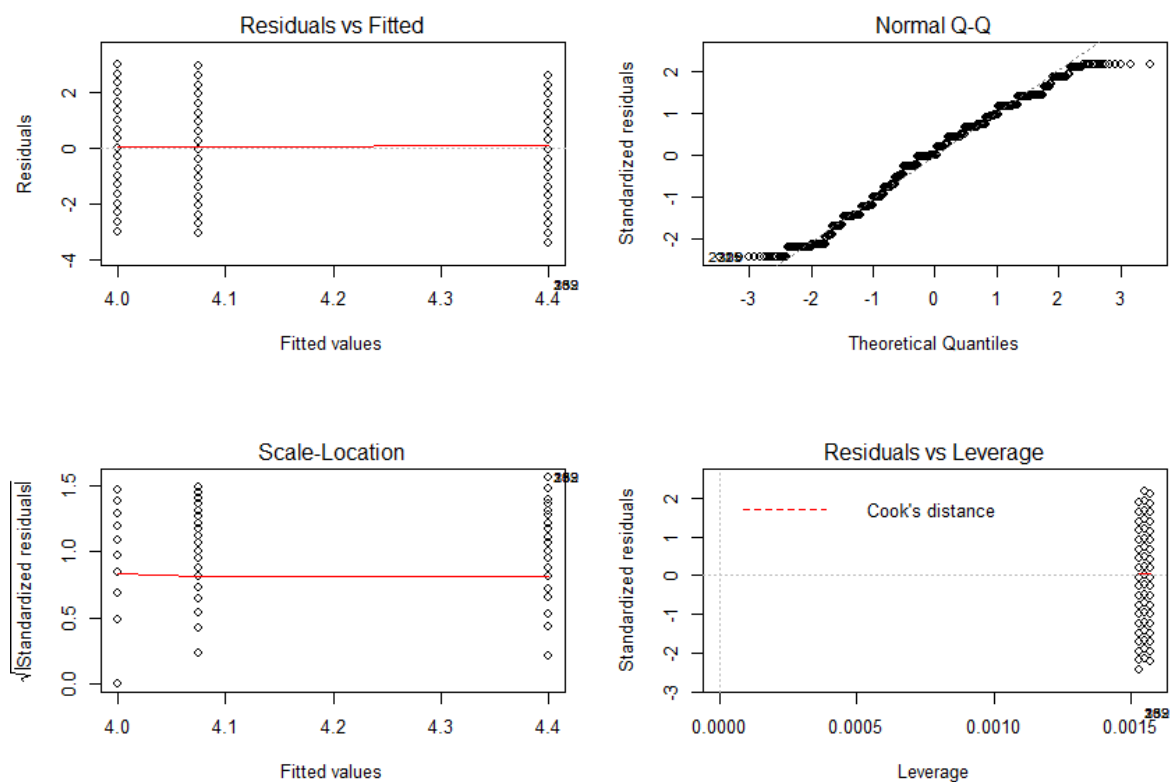 Residuals vs Fitted
Residuals
2
0
-2
-4
4.0 4.1 4.2 4.3 4.4
Fitted values
Normal Q-Q
Standardized residuals
2
1
0
-1
-2
-3 -2 -1 0 1 2 3
Theoretical Quantiles
Scale-Location
√|Standardized residuals|
1.5
1.0
0.5
0.0
4.0 4.1 4.2 4.3 4.4
Fitted values
Residuals vs Leverage
Standardized residuals
2
1
0
-1
-2
-3
Cook's distance
0.0000 0.0005 0.0010 0.0015
Leverage